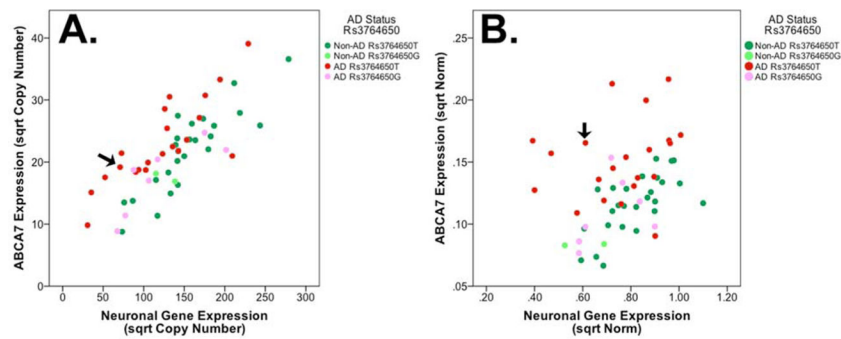 A.
ABCA7 Expression (sqrt Copy Number)
40
30
20
10
0
0
50
100
150
200
250
300
Neuronal Gene Expression
(sqrt Copy Number)
AD Status
Rs3764650
Non-AD Rs3764650T
Non-AD Rs3764650G
AD Rs3764650T
AD Rs3764650G
B.
ABCA7 Expression (sqrt Norm)
.25
.20
.15
.10
.05
.20
.40
.60
.80
1.00
1.20
Neuronal Gene Expression
(sqrt Norm)
AD Status
Rs3764650
Non-AD Rs3764650T
Non-AD Rs3764650G
AD Rs3764650T
AD Rs3764650G